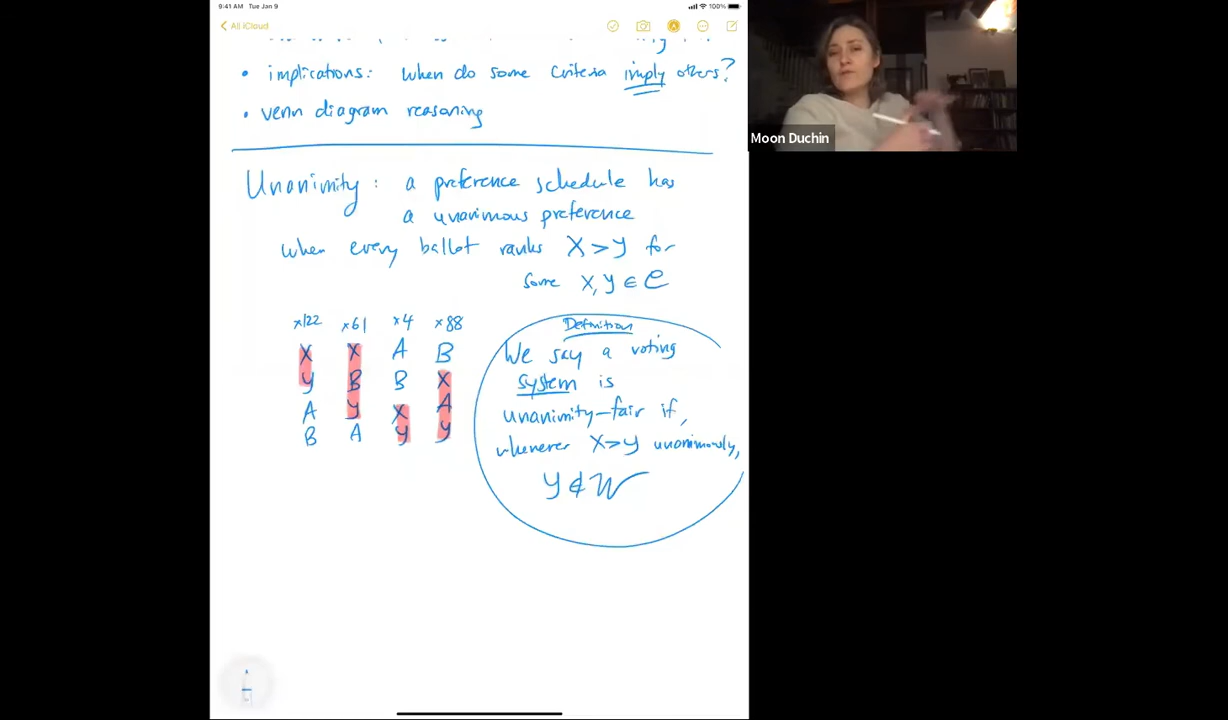 9:41 AM Tue Jan 9
100%
All iCloud
• implications: when do some criteria imply others?
• venn diagram reasoning
Unanimity: a preference schedule has
a unanimous preference
when every ballot ranks X > Y for
some X, Y ∈ C
x122 x61 x4 x88
X X A B
Y B B X
A Y X A
B A Y Y
Definition
We say a voting
system is
unanimity-fair if,
whenever X>Y unanimously,
Y ∉ W
Moon Duchin